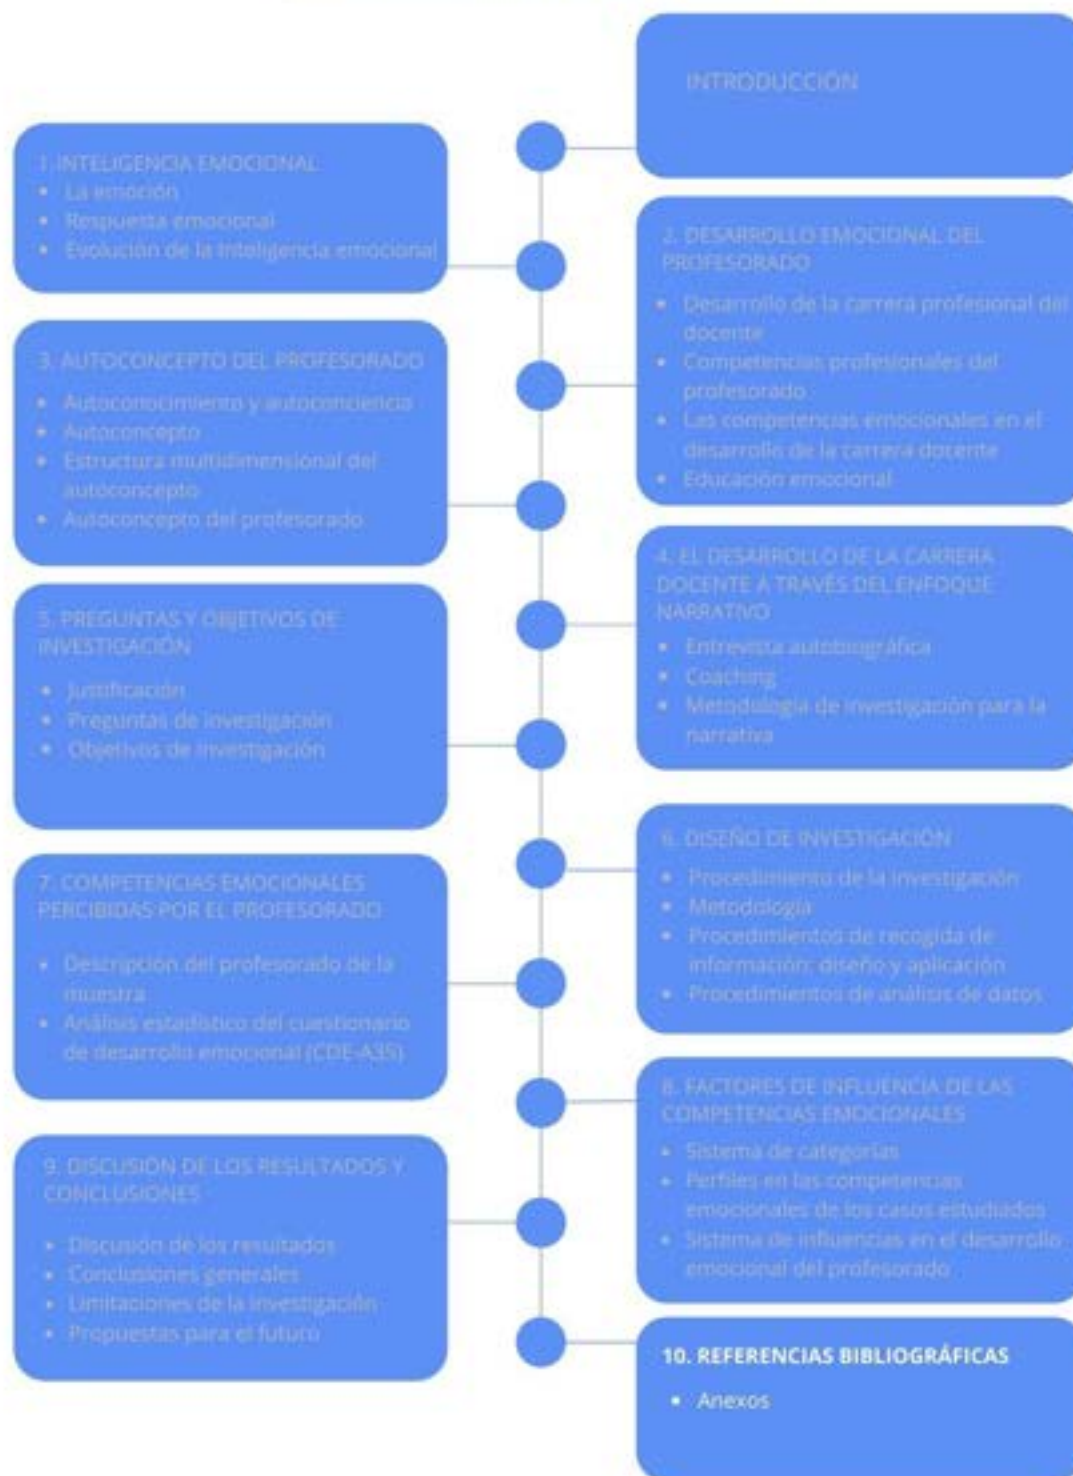 INTRODUCCIÓN
1. INTELIGENCIA EMOCIONAL
• La emoción
• Respuesta emocional
• Evolución de la Inteligencia emocional
2. DESARROLLO EMOCIONAL DEL
PROFESORADO
• Desarrollo de la carrera profesional del
docente
• Competencias profesionales del
profesorado
• Las competencias emocionales en el
desarrollo de la carrera docente
• Educación emocional
3. AUTOCONCEPTO DEL PROFESORADO
• Autoconocimiento y autoconciencia
• Autoconcepto
• Estructura multidimensional del
autoconcepto
• Autoconcepto del profesorado
4. EL DESARROLLO DE LA CARRERA
DOCENTE A TRAVÉS DEL ENFOQUE
NARRATIVO
• Entrevista autobiográfica
• Coaching
• Metodología de investigación para la
narrativa
5. PREGUNTAS Y OBJETIVOS DE
INVESTIGACIÓN
• Justificación
• Preguntas de investigación
• Objetivos de investigación
6. DISEÑO DE INVESTIGACIÓN
• Procedimiento de la investigación
• Metodología
• Procedimientos de recogida de
información: diseño y aplicación
• Procedimientos de análisis de datos
7. COMPETENCIAS EMOCIONALES
PERCIBIDAS POR EL PROFESORADO
• Descripción del profesorado de la
muestra
• Análisis estadístico del cuestionario
de desarrollo emocional (CDE-A35)
8. FACTORES DE INFLUENCIA DE LAS
COMPETENCIAS EMOCIONALES
• Sistema de categorías
• Perfiles en las competencias
emocionales de los casos estudiados
• Sistema de influencias en el desarrollo
emocional del profesorado
9. DISCUSIÓN DE LOS RESULTADOS Y
CONCLUSIONES
• Discusión de los resultados
• Conclusiones generales
• Limitaciones de la investigación
• Propuestas para el futuro
10. REFERENCIAS BIBLIOGRÁFICAS
• Anexos